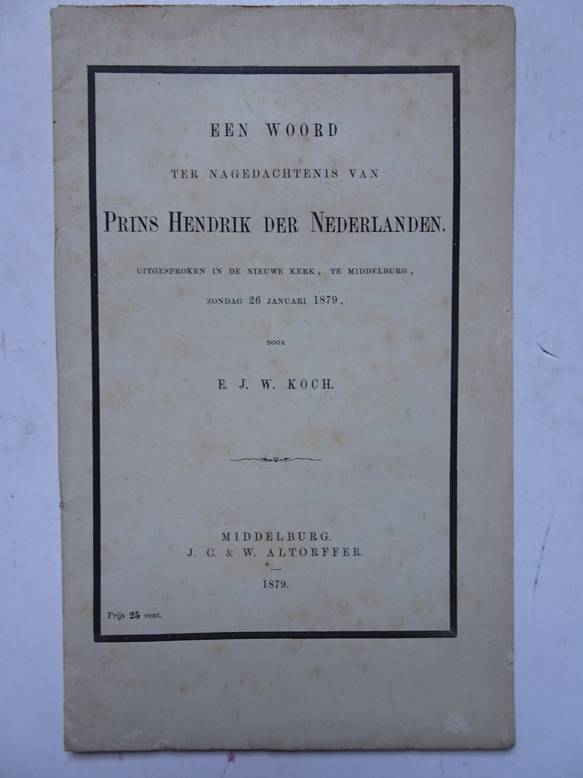 EEN WOORD
TER NAGEDACHTENIS VAN
PRINS HENDRIK DER NEDERLANDEN.
UITGESPROKEN IN DE NIEUWE KERK, TE MIDDELBURG,
ZONDAG 26 JANUARI 1879,
DOOR
E. J. W. KOCH.
MIDDELBURG.
J. C. & W. ALTORFFER.
1879.
Prijs 25 cent.